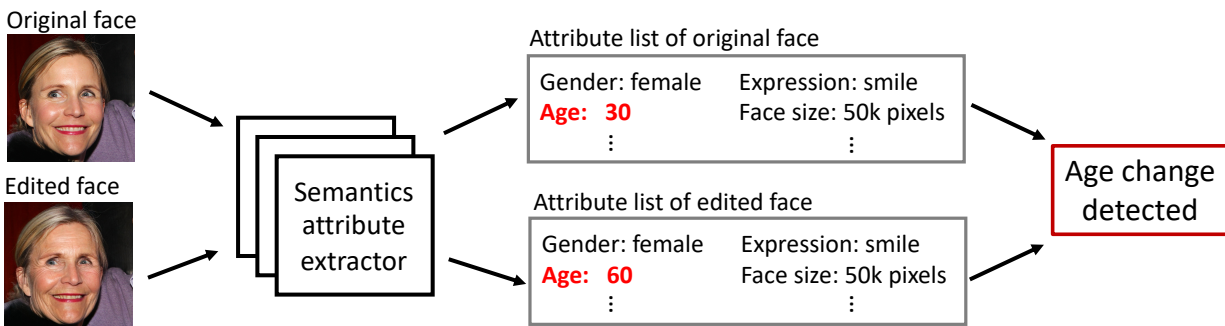 Original face
Edited face
Semantics
attribute
extractor
Attribute list of original face
Gender: female Expression: smile
Age: 30 Face size: 50k pixels
⋮ ⋮
Attribute list of edited face
Gender: female Expression: smile
Age: 60 Face size: 50k pixels
⋮ ⋮
Age change
detected